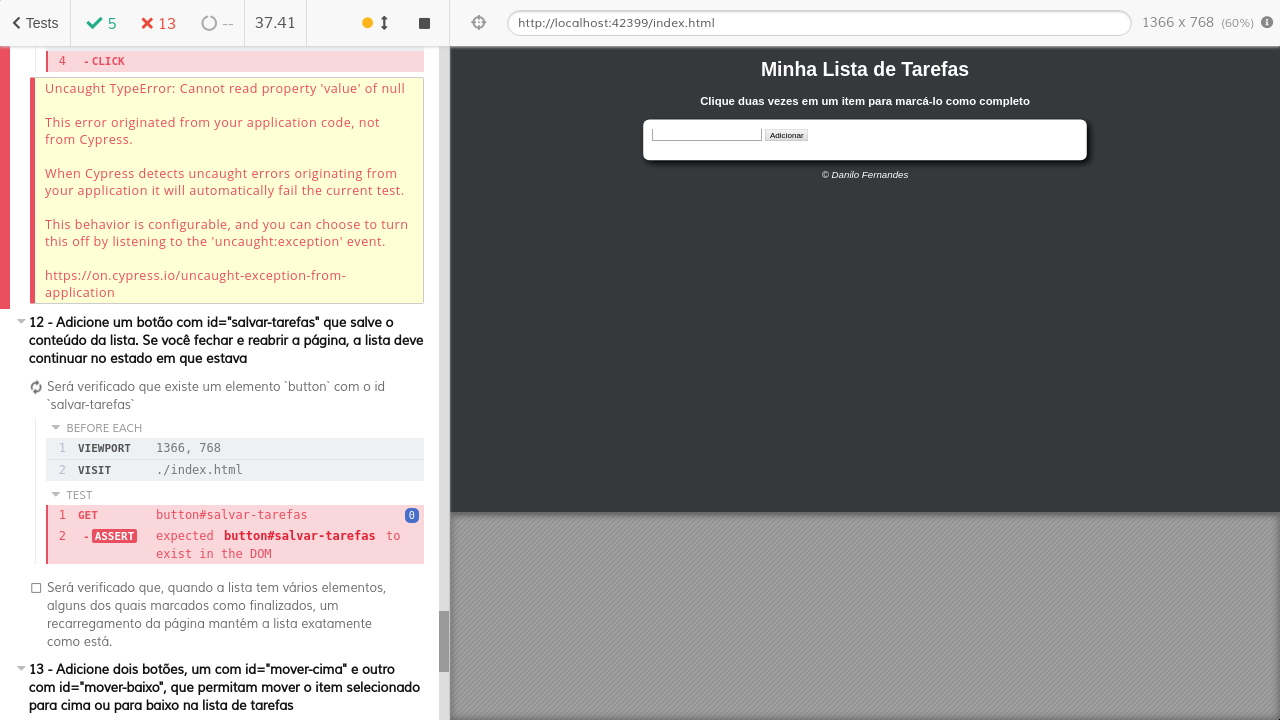 Tests
5
13
--
37.41
http://localhost:42399/index.html
1366 x 768 (60%)
4 - CLICK
Uncaught TypeError: Cannot read property 'value' of null
This error originated from your application code, not
from Cypress.
When Cypress detects uncaught errors originating from
your application it will automatically fail the current test.
This behavior is configurable, and you can choose to turn
this off by listening to the 'uncaught:exception' event.
https://on.cypress.io/uncaught-exception-from-
application
12 - Adicione um botão com id="salvar-tarefas" que salve o
conteúdo da lista. Se você fechar e reabrir a página, a lista deve
continuar no estado em que estava
Será verificado que existe um elemento `button` com o id
`salvar-tarefas`
BEFORE EACH
1 VIEWPORT 1366, 768
2 VISIT ./index.html
TEST
1 GET button#salvar-tarefas 0
2 - ASSERT expected button#salvar-tarefas to
exist in the DOM
Será verificado que, quando a lista tem vários elementos,
alguns dos quais marcados como finalizados, um
recarregamento da página mantém a lista exatamente
como está.
13 - Adicione dois botões, um com id="mover-cima" e outro
com id="mover-baixo", que permitam mover o item selecionado
para cima ou para baixo na lista de tarefas
Minha Lista de Tarefas
Clique duas vezes em um item para marcá-lo como completo
Adicionar
© Danilo Fernandes